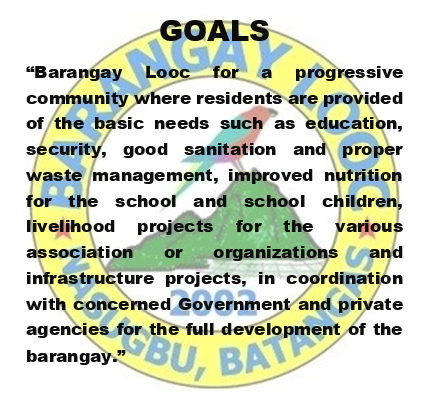 GOALS
“Barangay Looc for a progressive
community where residents are provided
of the basic needs such as education,
security, good sanitation and proper
waste management, improved nutrition
for the school and school children,
livelihood projects for the various
association or organizations and
infrastructure projects, in coordination
with concerned Government and private
agencies for the full development of the
barangay.”
BARANGAY LOOC
NASUGBU, BATANGAS